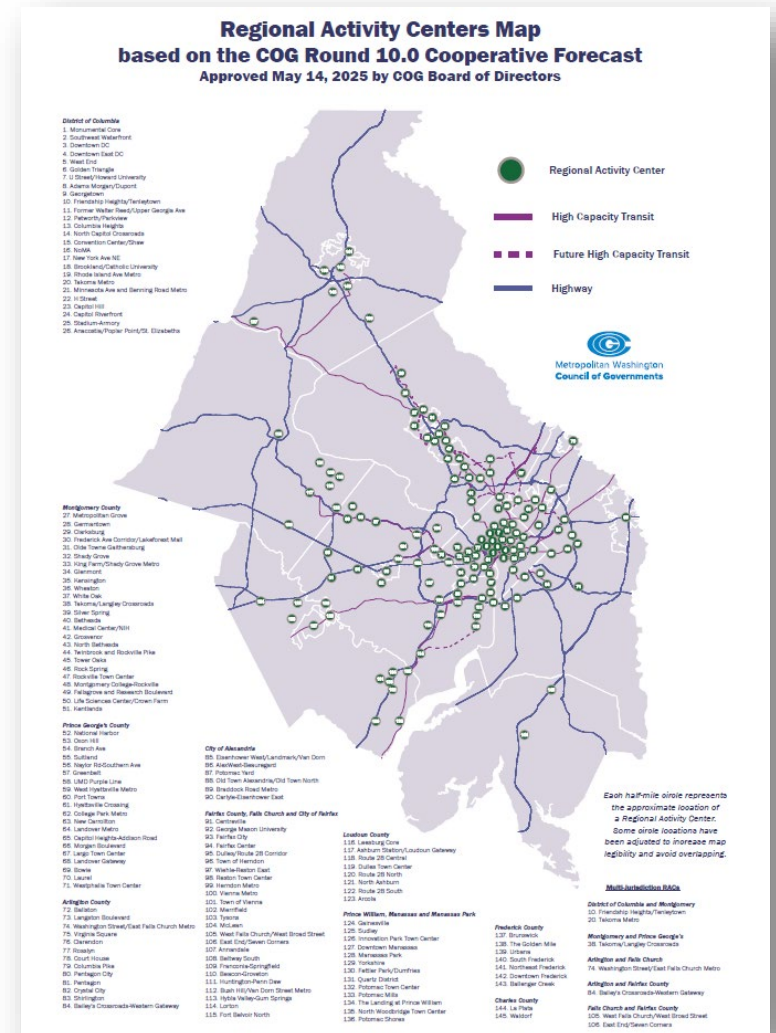 Regional Activity Centers Map
based on the COG Round 10.0 Cooperative Forecast
Approved May 14, 2025 by COG Board of Directors
District of Columbia
1. Monumental Core
2. Southwest Waterfront
3. Downtown DC
4. Downtown East DC
5. West End
6. Golden Triangle
7. U Street/Howard University
8. Adams Morgan/Dupont
9. Georgetown
10. Friendship Heights/Tenleytown
11. Former Walter Reed/Upper Georgia Ave
12. Petworth/Parkview
13. Columbia Heights
14. North Capitol Crossroads
15. Convention Center/Shaw
16. NoMA
17. New York Ave NE
18. Brookland/Catholic University
19. Rhode Island Ave Metro
20. Takoma Metro
21. Minnesota Ave and Benning Road Metro
22. H Street
23. Capitol Hill
24. Capitol Riverfront
25. Stadium-Armory
26. Anacostia/Poplar Point/St. Elizabeths
Regional Activity Center
High Capacity Transit
Future High Capacity Transit
Highway
Metropolitan Washington
Council of Governments
Montgomery County
27. Metropolitan Grove
28. Germantown
29. Clarksburg
30. Frederick Ave Corridor/Lakeforest Mall
31. Olde Towne Gaithersburg
32. Shady Grove
33. King Farm/Shady Grove Metro
34. Glenmont
35. Kensington
36. Wheaton
37. White Oak
38. Takoma/Langley Crossroads
39. Silver Spring
40. Bethesda
41. Medical Center/NIH
42. Grosvenor
43. North Bethesda
44. Twinbrook and Rockville Pike
45. Tower Oaks
46. Rock Spring
47. Rockville Town Center
48. Montgomery College-Rockville
49. Fallsgrove and Research Boulevard
50. Life Sciences Center/Crown Farm
51. Kentlands
Prince George's County
52. National Harbor
53. Oxon Hill
54. Branch Ave
55. Suitland
56. Naylor Rd-Southern Ave
57. Greenbelt
58. UMD Purple Line
59. West Hyattsville Metro
60. Port Towns
61. Hyattsville Crossing
62. College Park Metro
63. New Carrollton
64. Landover Metro
65. Capitol Heights-Addison Road
66. Morgan Boulevard
67. Largo Town Center
68. Landover Gateway
69. Bowie
70. Laurel
71. Westphalia Town Center
Arlington County
72. Ballston
73. Langston Boulevard
74. Washington Street/East Falls Church Metro
75. Virginia Square
76. Clarendon
77. Rosslyn
78. Court House
79. Columbia Pike
80. Pentagon City
81. Pentagon
82. Crystal City
83. Shirlington
84. Bailey's Crossroads-Western Gateway
City of Alexandria
85. Eisenhower West/Landmark/Van Dorn
86. AlexWest-Beauregard
87. Potomac Yard
88. Old Town Alexandria/Old Town North
89. Braddock Road Metro
90. Carlyle-Eisenhower East
Fairfax County, Falls Church and City of Fairfax
91. Centreville
92. George Mason University
93. Fairfax City
94. Fairfax Center
95. Dulles/Route 28 Corridor
96. Town of Herndon
97. Wiehle-Reston East
98. Reston Town Center
99. Herndon Metro
100. Vienna Metro
101. Town of Vienna
102. Merrifield
103. Tysons
104. McLean
105. West Falls Church/West Broad Street
106. East End/Seven Corners
107. Annandale
108. Beltway South
109. Franconia-Springfield
110. Beacon-Groveton
111. Huntington-Penn Daw
112. Bush Hill/Van Dorn Street Metro
113. Hybla Valley-Gum Springs
114. Lorton
115. Fort Belvoir North
Loudoun County
116. Leesburg Core
117. Ashburn Station/Loudoun Gateway
118. Route 28 Central
119. Dulles Town Center
120. Route 28 North
121. North Ashburn
122. Route 28 South
123. Arcola
Prince William, Manassas and Manassas Park
124. Gainesville
125. Sudley
126. Innovation Park Town Center
127. Downtown Manassas
128. Manassas Park
129. Yorkshire
130. Fettler Park/Dumfries
131. Quartz District
132. Potomac Town Center
133. Potomac Mills
134. The Landing at Prince William
135. North Woodbridge Town Center
136. Potomac Shores
Frederick County
137. Brunswick
138. The Golden Mile
139. Urbana
140. South Frederick
141. Northeast Frederick
142. Downtown Frederick
143. Ballenger Creek
Charles County
144. La Plata
145. Waldorf
Each half-mile circle represents
the approximate location of
a Regional Activity Center.
Some circle locations have
been adjusted to increase map
legibility and avoid overlapping.
Multi-Jurisdiction RACs
District of Columbia and Montgomery
10. Friendship Heights/Tenleytown
20. Takoma Metro
Montgomery and Prince George's
38. Takoma/Langley Crossroads
Arlington and Falls Church
74. Washington Street/East Falls Church Metro
Arlington and Fairfax County
84. Bailey's Crossroads-Western Gateway
Falls Church and Fairfax County
105. West Falls Church/West Broad Street
106. East End/Seven Corners